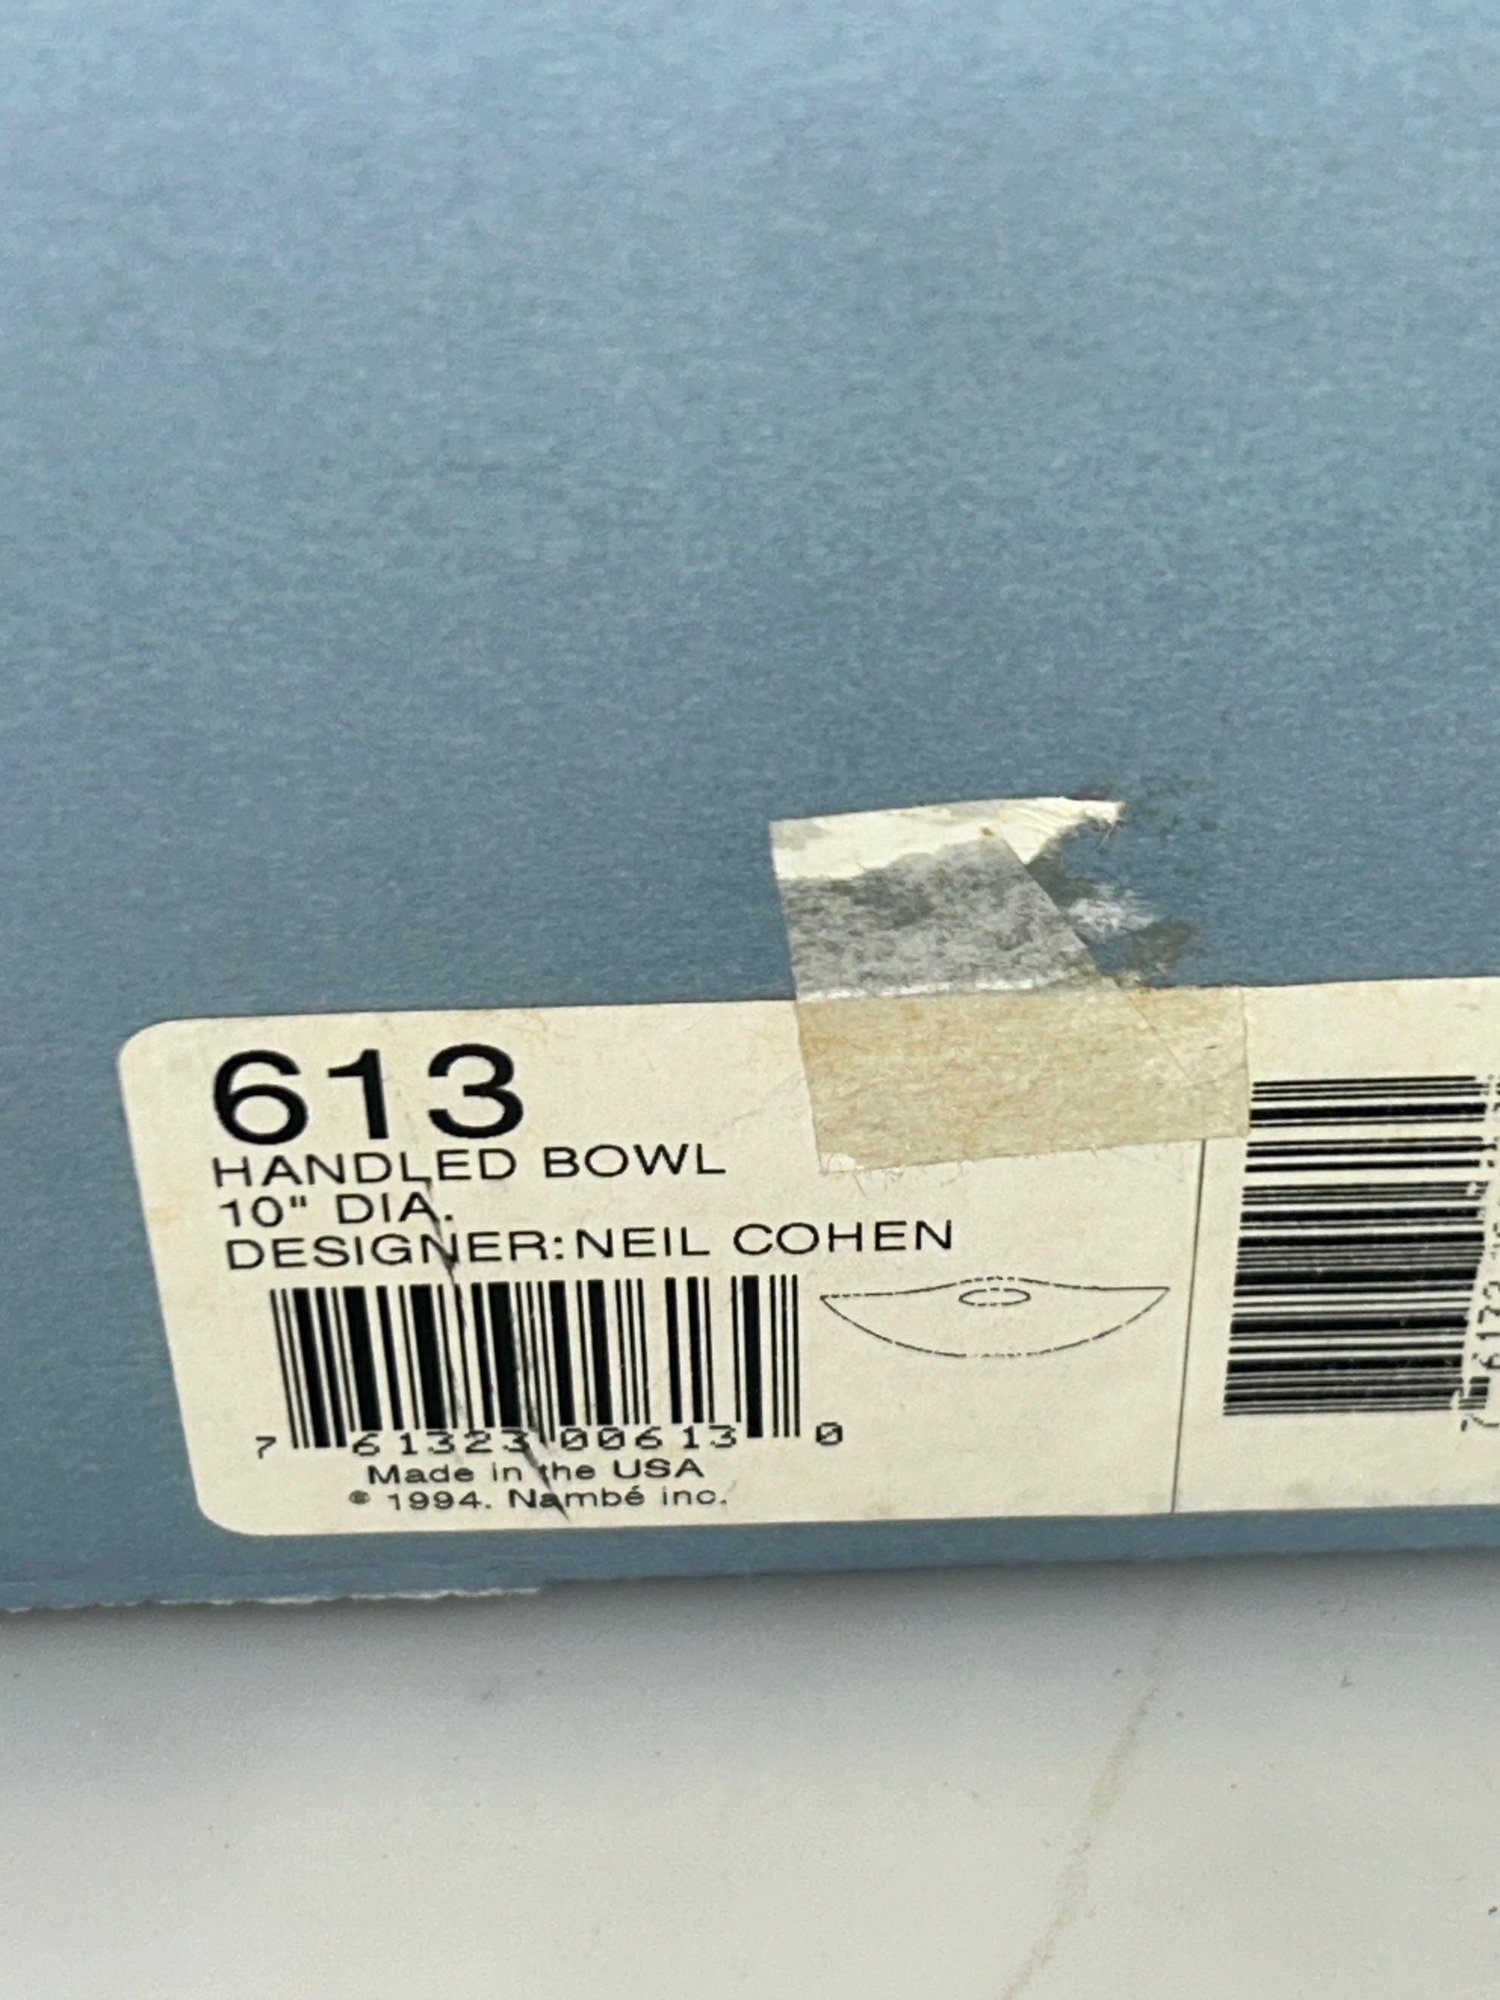 613
HANDLED BOWL
10" DIA.
DESIGNER:NEIL COHEN
7 61323 00613 0
Made in the USA
© 1994. Nambé inc.